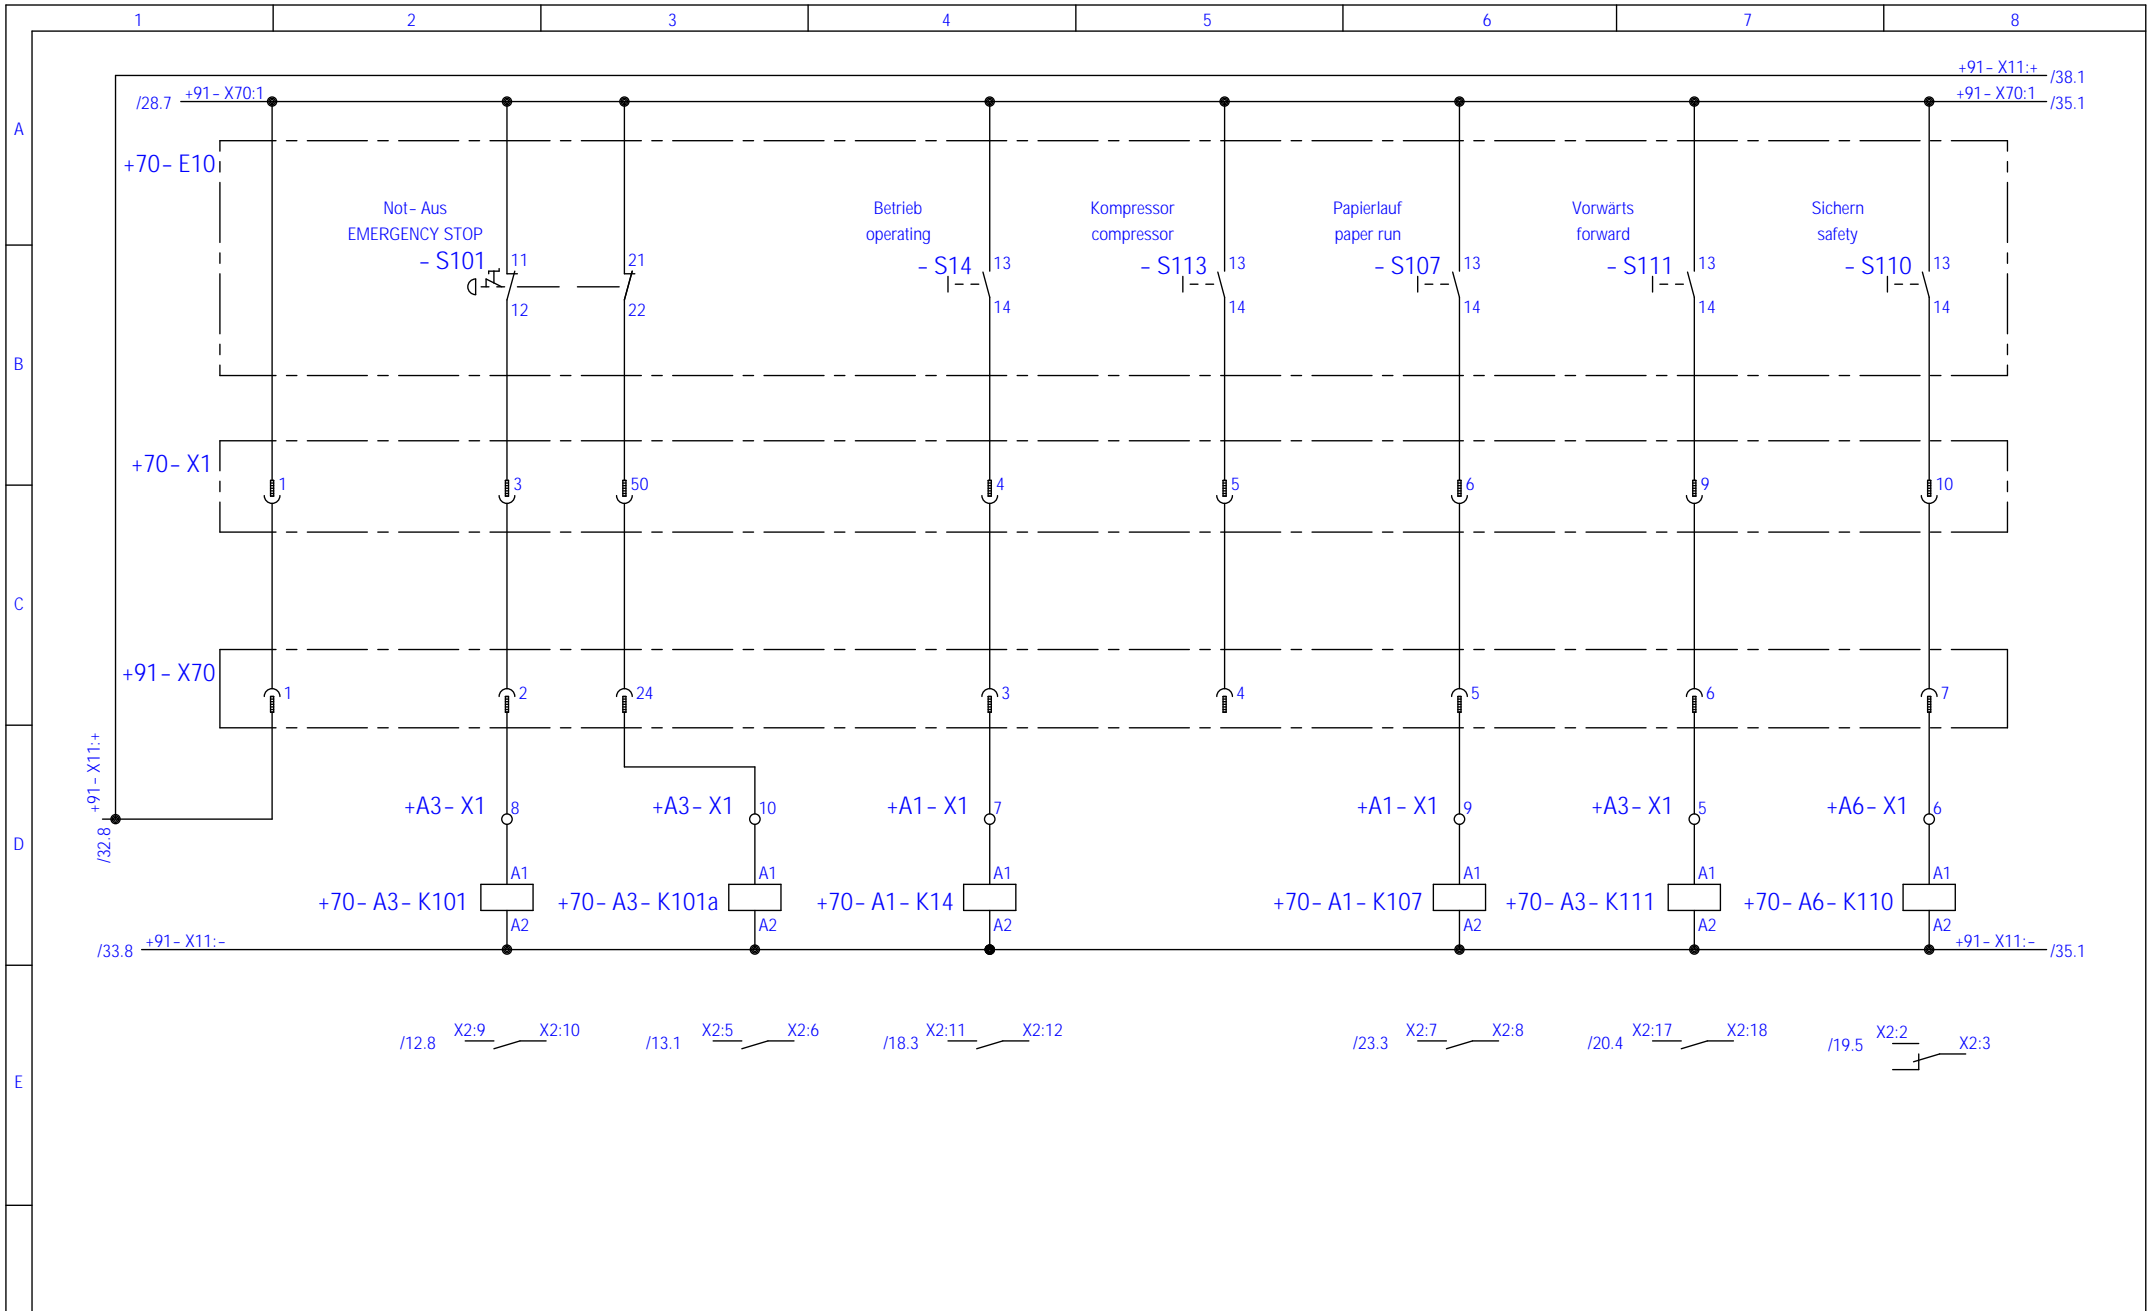 1 2 3 4 5 6 7 8
+91-X11:+ /38.1
/28.7 +91-X70:1 +91-X70:1 /35.1
A
+70-E10
Not-Aus Betrieb Kompressor Papierlauf Vorwärts Sichern
EMERGENCY STOP operating compressor paper run forward safety
-S101 11 21 -S14 13 -S113 13 -S107 13 -S111 13 -S110 13
12 22 14 14 14 14 14
B
+70-X1
1 3 50 4 5 6 9 10
C
+91-X70
1 2 24 3 4 5 6 7
+91-X11:+
/32.8
+A3-X1 8 +A3-X1 10 +A1-X1 7 +A1-X1 9 +A3-X1 5 +A6-X1 6
D
A1 A1 A1 A1 A1 A1
+70-A3-K101 +70-A3-K101a +70-A1-K14 +70-A1-K107 +70-A3-K111 +70-A6-K110
A2 A2 A2 A2 A2 A2
/33.8 +91-X11:- +91-X11:- /35.1
/12.8 X2:9 X2:10 /13.1 X2:5 X2:6 /18.3 X2:11 X2:12 /23.3 X2:7 X2:8 /20.4 X2:17 X2:18 /19.5 X2:2 X2:3
E